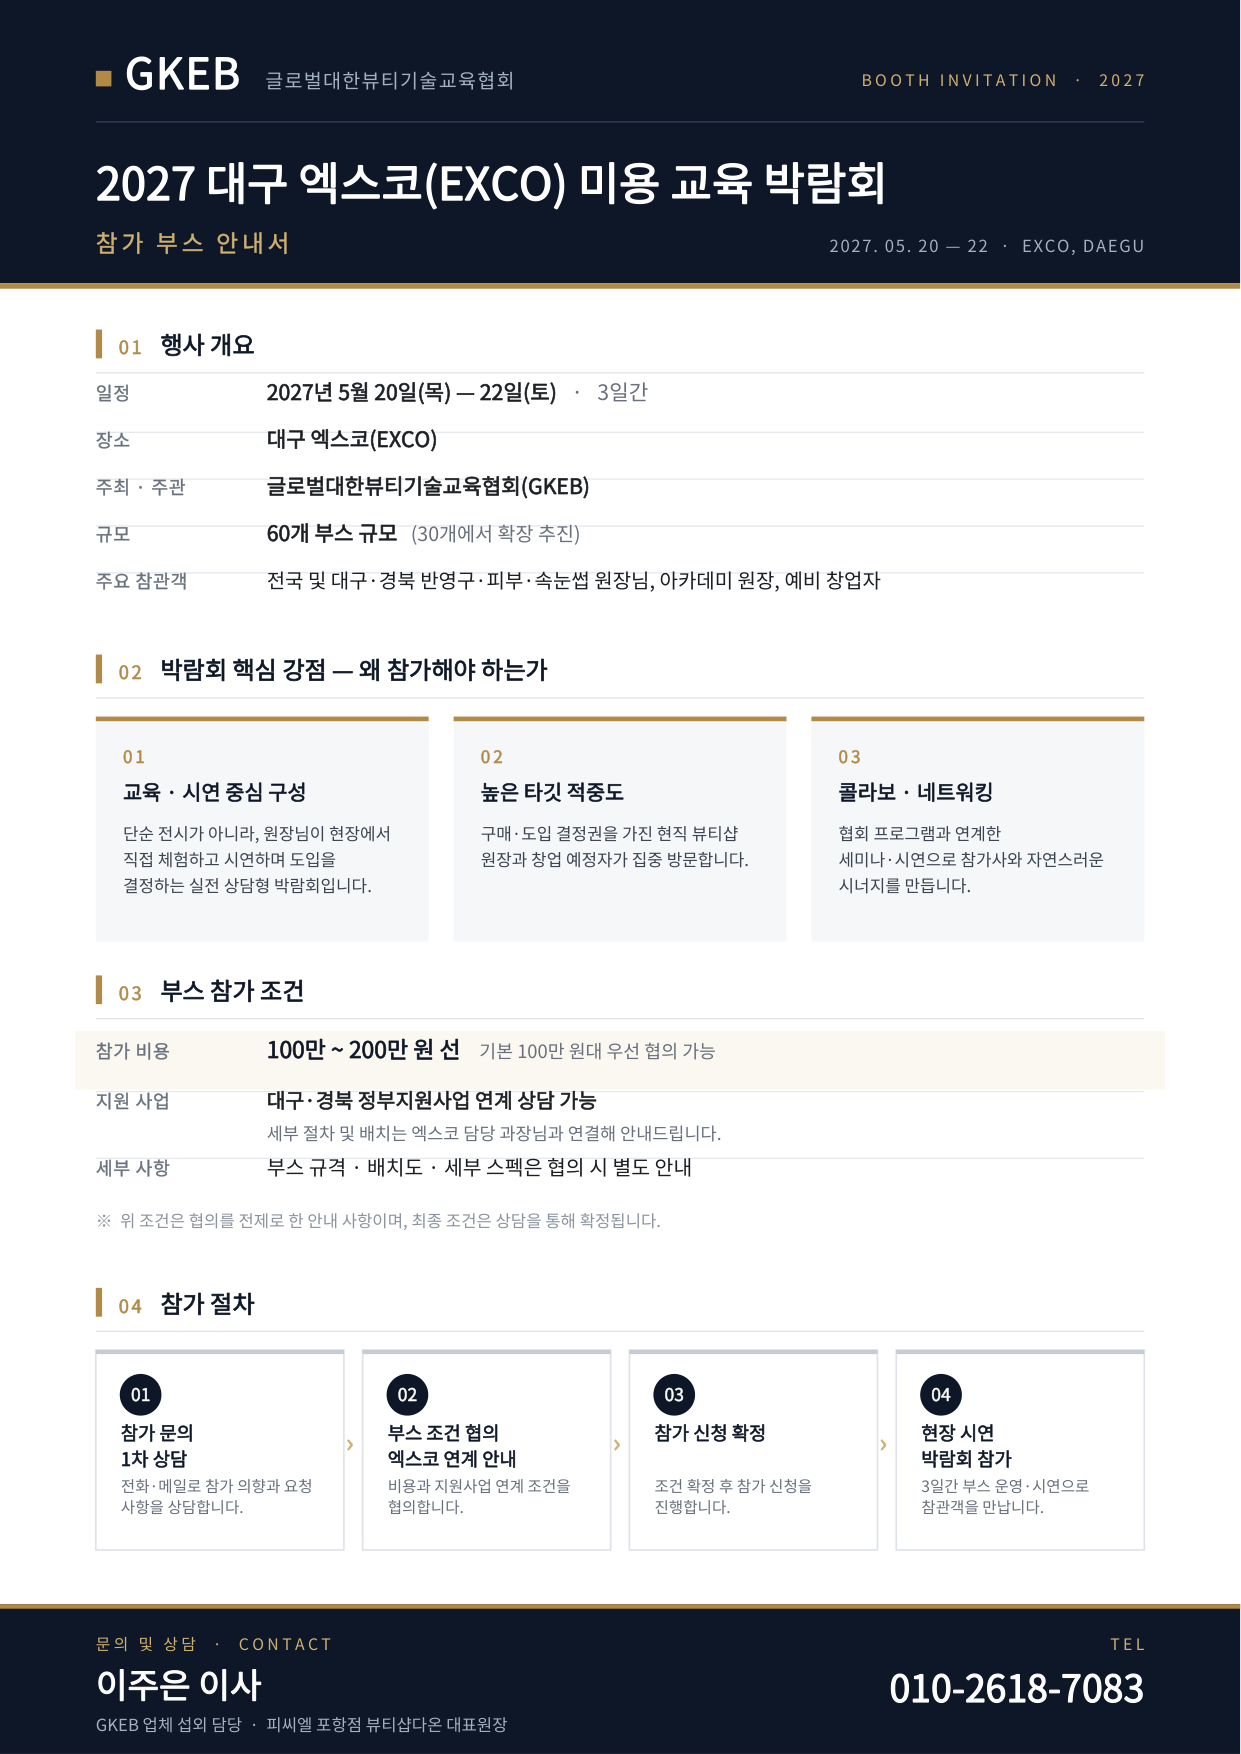 GKEB 글로벌대한뷰티기술교육협회
BOOTH INVITATION · 2027
2027 대구 엑스코(EXCO) 미용 교육 박람회
참가 부스 안내서
2027. 05. 20 — 22 · EXCO, DAEGU
01 행사 개요
일정 2027년 5월 20일(목) — 22일(토) · 3일간
장소 대구 엑스코(EXCO)
주최 · 주관 글로벌대한뷰티기술교육협회(GKEB)
규모 60개 부스 규모 (30개에서 확장 추진)
주요 참관객 전국 및 대구·경북 반영구·피부·속눈썹 원장님, 아카데미 원장, 예비 창업자
02 박람회 핵심 강점 — 왜 참가해야 하는가
01
교육 · 시연 중심 구성
단순 전시가 아니라, 원장님이 현장에서
직접 체험하고 시연하며 도입을
결정하는 실전 상담형 박람회입니다.
02
높은 타깃 적중도
구매·도입 결정권을 가진 현직 뷰티샵
원장과 창업 예정자가 집중 방문합니다.
03
콜라보 · 네트워킹
협회 프로그램과 연계한
세미나·시연으로 참가사와 자연스러운
시너지를 만듭니다.
03 부스 참가 조건
참가 비용 100만 ~ 200만 원 선 기본 100만 원대 우선 협의 가능
지원 사업 대구·경북 정부지원사업 연계 상담 가능
세부 절차 및 배치는 엑스코 담당 과장님과 연결해 안내드립니다.
세부 사항 부스 규격 · 배치도 · 세부 스펙은 협의 시 별도 안내
※ 위 조건은 협의를 전제로 한 안내 사항이며, 최종 조건은 상담을 통해 확정됩니다.
04 참가 절차
01
참가 문의
1차 상담
전화·메일로 참가 의향과 요청
사항을 상담합니다.
›
02
부스 조건 협의
엑스코 연계 안내
비용과 지원사업 연계 조건을
협의합니다.
›
03
참가 신청 확정
조건 확정 후 참가 신청을
진행합니다.
›
04
현장 시연
박람회 참가
3일간 부스 운영·시연으로
참관객을 만납니다.
문의 및 상담 · CONTACT
이주은 이사
GKEB 업체 섭외 담당 · 피씨엘 포항점 뷰티샵다온 대표원장
TEL
010-2618-7083